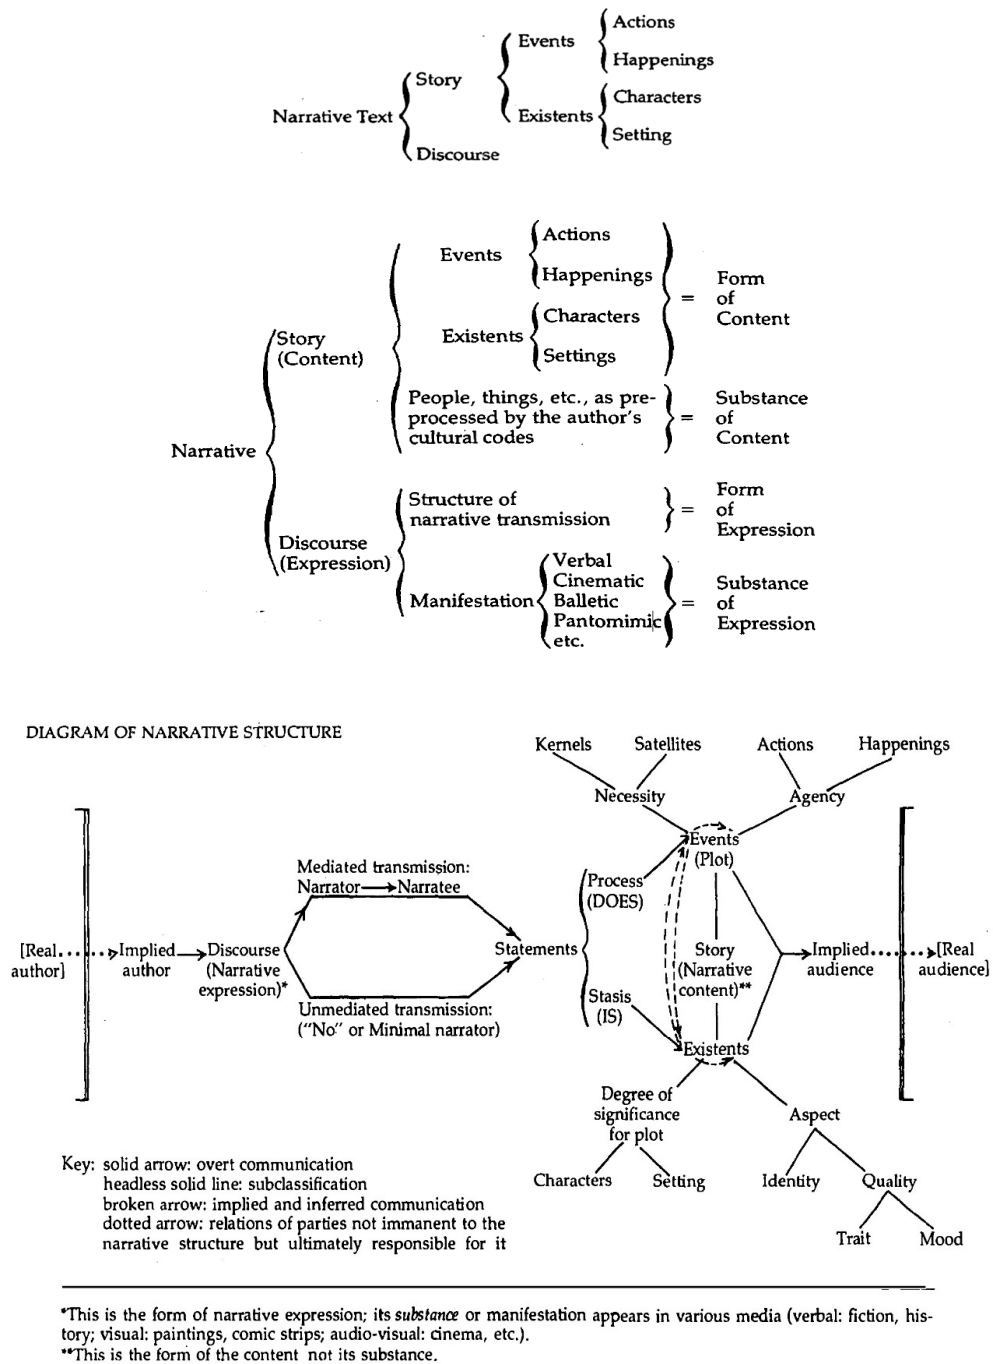 Actions
Events
Happenings
Story
Characters
Narrative Text
Existents
Setting
Discourse
Actions
Events
Happenings
Form
of
Content
=
Characters
Existents
Settings
Story
(Content)
People, things, etc., as pre-
processed by the author's
cultural codes
=
Substance
of
Content
Narrative
Structure of
narrative transmission
=
Form
of
Expression
Discourse
(Expression)
Manifestation
Verbal
Cinematic
Balletic
Pantomimic
etc.
=
Substance
of
Expression
DIAGRAM OF NARRATIVE STRUCTURE
Kernels
Satellites
Actions
Happenings
Necessity
Agency
Events
(Plot)
Mediated transmission:
Narrator
Narratee
Process
(DOES)
[Real
author]
Implied
author
Discourse
(Narrative
expression)*
Statements
Story
(Narrative
content)**
Implied
audience
[Real
audience]
Unmediated transmission:
("No" or Minimal narrator)
Stasis
(IS)
Existents
Degree of
significance
for plot
Aspect
Characters
Setting
Identity
Quality
Trait
Mood
Key: solid arrow: overt communication
headless solid line: subclassification
broken arrow: implied and inferred communication
dotted arrow: relations of parties not immanent to the
narrative structure but ultimately responsible for it
*This is the form of narrative expression; its substance or manifestation appears in various media (verbal: fiction, his-
tory; visual: paintings, comic strips; audio-visual: cinema, etc.).
**This is the form of the content not its substance.